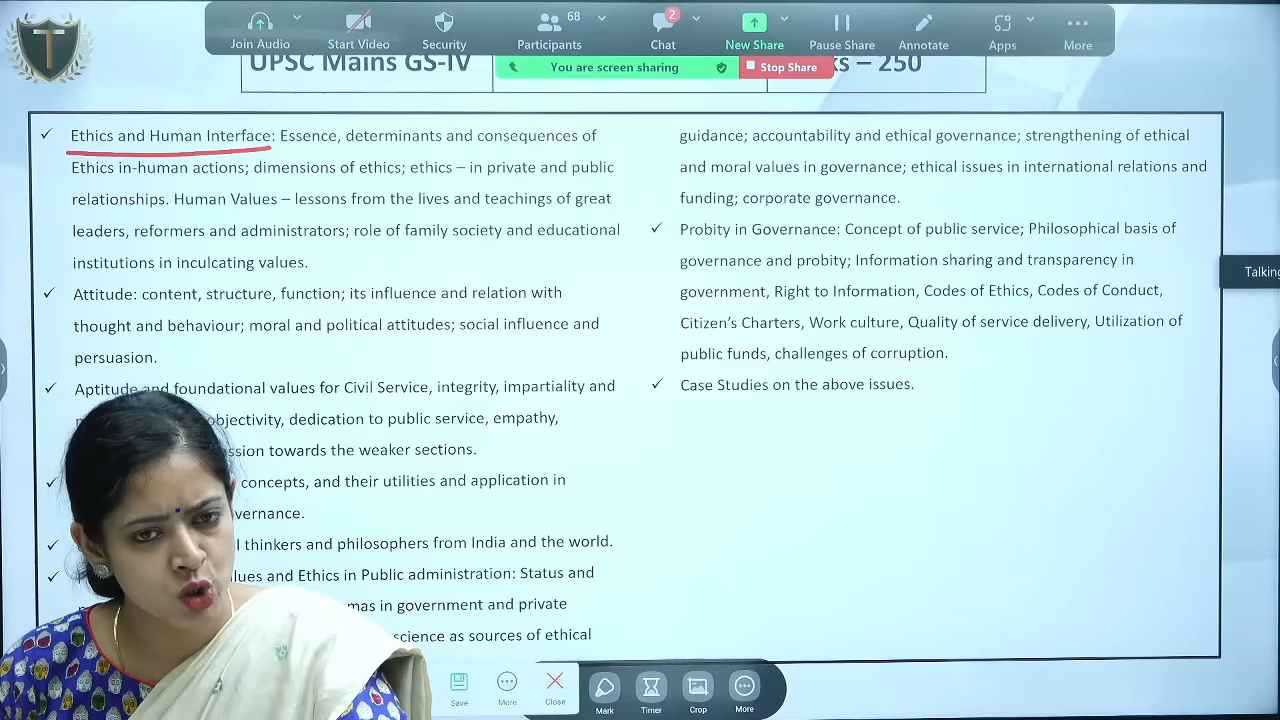 T
68
2
Join Audio
Start Video
Security
Participants
Chat
New Share
Pause Share
Annotate
Apps
More
UPSC Mains GS-IV
You are screen sharing
Stop Share
ks – 250
Ethics and Human Interface: Essence, determinants and consequences of
Ethics in-human actions; dimensions of ethics; ethics – in private and public
relationships. Human Values – lessons from the lives and teachings of great
leaders, reformers and administrators; role of family society and educational
institutions in inculcating values.
Attitude: content, structure, function; its influence and relation with
thought and behaviour; moral and political attitudes; social influence and
persuasion.
Aptitude and foundational values for Civil Service, integrity, impartiality and
objectivity, dedication to public service, empathy,
ssion towards the weaker sections.
concepts, and their utilities and application in
vernance.
l thinkers and philosophers from India and the world.
lues and Ethics in Public administration: Status and
mas in government and private
science as sources of ethical
guidance; accountability and ethical governance; strengthening of ethical
and moral values in governance; ethical issues in international relations and
funding; corporate governance.
Probity in Governance: Concept of public service; Philosophical basis of
governance and probity; Information sharing and transparency in
government, Right to Information, Codes of Ethics, Codes of Conduct,
Citizen's Charters, Work culture, Quality of service delivery, Utilization of
public funds, challenges of corruption.
Case Studies on the above issues.
Talking
Save
More
Close
Mark
Timer
Crop
More